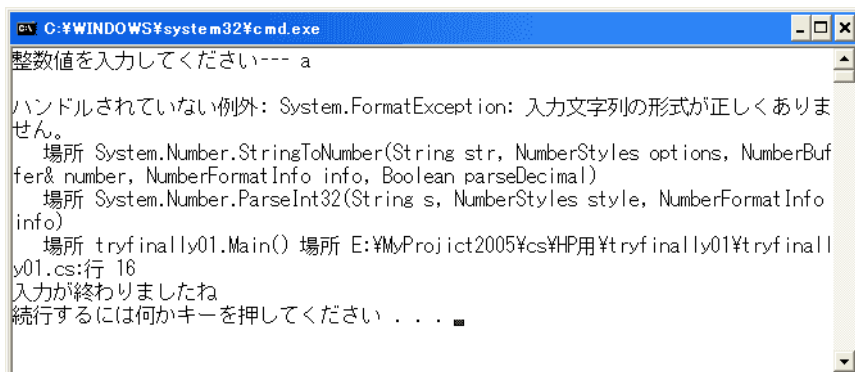 C:¥WINDOWS¥system32¥cmd.exe
整数値を入力してください--- a
ハンドルされていない例外: System.FormatException: 入力文字列の形式が正しくありま
せん。
場所 System.Number.StringToNumber(String str, NumberStyles options, NumberBuf
fer& number, NumberFormatInfo info, Boolean parseDecimal)
場所 System.Number.ParseInt32(String s, NumberStyles style, NumberFormatInfo
info)
場所 tryfinally01.Main() 場所 E:¥MyProjict2005¥cs¥HP用¥tryfinally01¥tryfinall
y01.cs:行 16
入力が終わりましたね
続行するには何かキーを押してください . . .